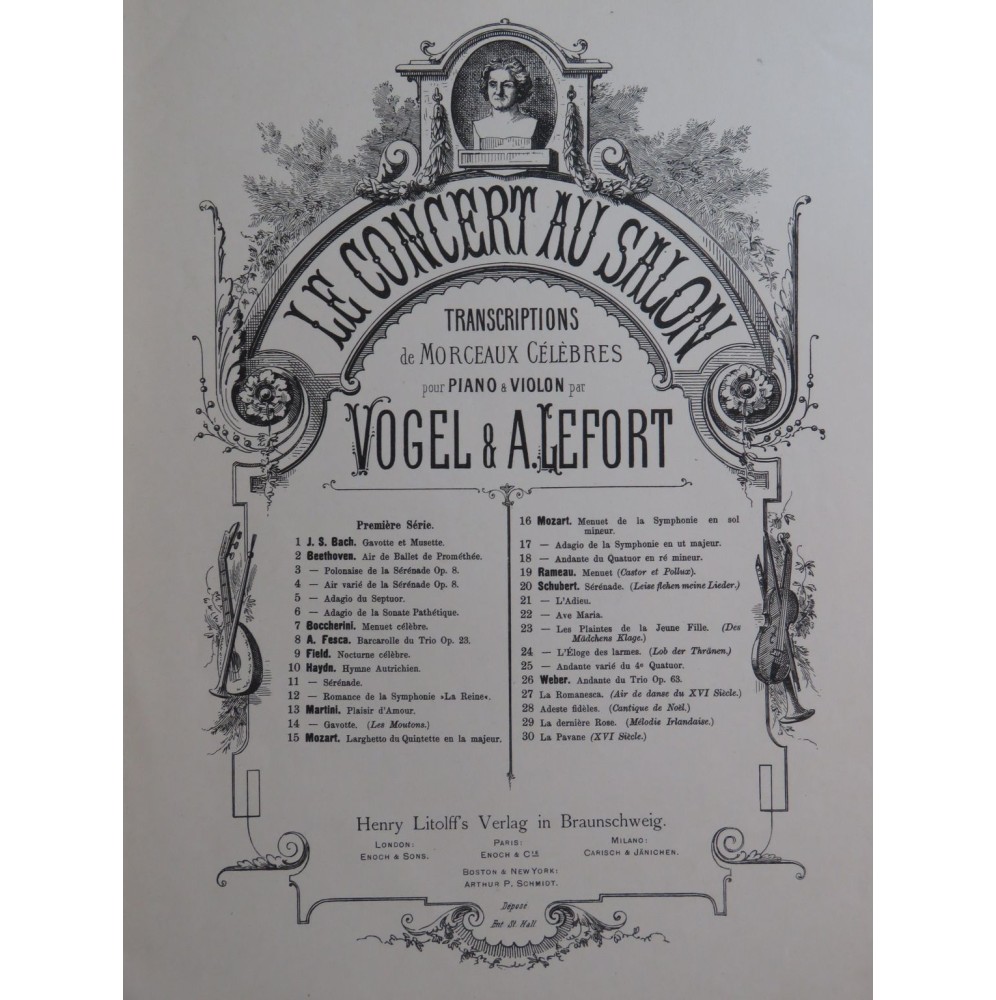 LE CONCERT AU SALON
TRANSCRIPTIONS
de MORCEAUX CÉLÈBRES
pour PIANO & VIOLON par
VOGEL & A. LEFORT
Première Série.
1 J. S. Bach. Gavotte et Musette.
2 Beethoven. Air de Ballet de Prométhée.
3 — Polonaise de la Sérénade Op. 8.
4 — Air varié de la Sérénade Op. 8.
5 — Adagio du Septuor.
6 — Adagio de la Sonate Pathétique.
7 Boccherini. Menuet célèbre.
8 A. Fesca. Barcarolle du Trio Op. 23.
9 Field. Nocturne célèbre.
10 Haydn. Hymne Autrichien.
11 — Sérénade.
12 — Romance de la Symphonie »La Reine«.
13 Martini. Plaisir d'Amour.
14 — Gavotte. (Les Moutons.)
15 Mozart. Larghetto du Quintette en la majeur.
16 Mozart. Menuet de la Symphonie en sol
mineur.
17 — Adagio de la Symphonie en ut majeur.
18 — Andante du Quatuor en ré mineur.
19 Rameau. Menuet (Castor et Pollux).
20 Schubert. Sérénade. (Leise flehen meine Lieder.)
21 — L'Adieu.
22 — Ave Maria.
23 — Les Plaintes de la Jeune Fille. (Des
Mädchens Klage.)
24 — L'Éloge des larmes. (Lob der Thränen.)
25 — Andante varié du 4e Quatuor.
26 Weber. Andante du Trio Op. 63.
27 La Romanesca. (Air de danse du XVI Siècle.)
28 Adeste fidèles. (Cantique de Noël.)
29 La dernière Rose. (Mélodie Irlandaise.)
30 La Pavane (XVI Siècle.)
Henry Litolff's Verlag in Braunschweig.
LONDON: PARIS: MILANO:
ENOCH & SONS. ENOCH & Cie. CARISCH & JÄNICHEN.
BOSTON & NEW YORK:
ARTHUR P. SCHMIDT.
Déposé
Ent. St. Hall